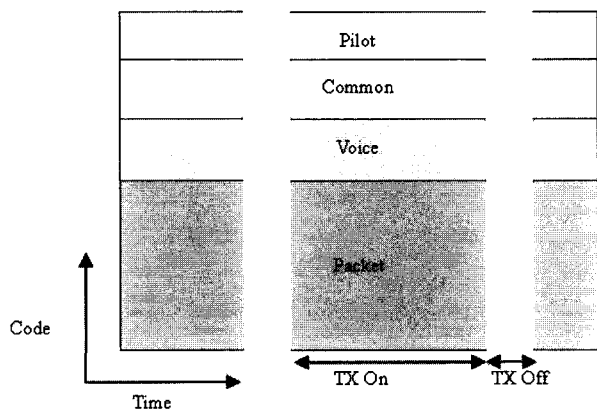 Pilot
Common
Voice
Packet
Code
TX On
TX Off
Time